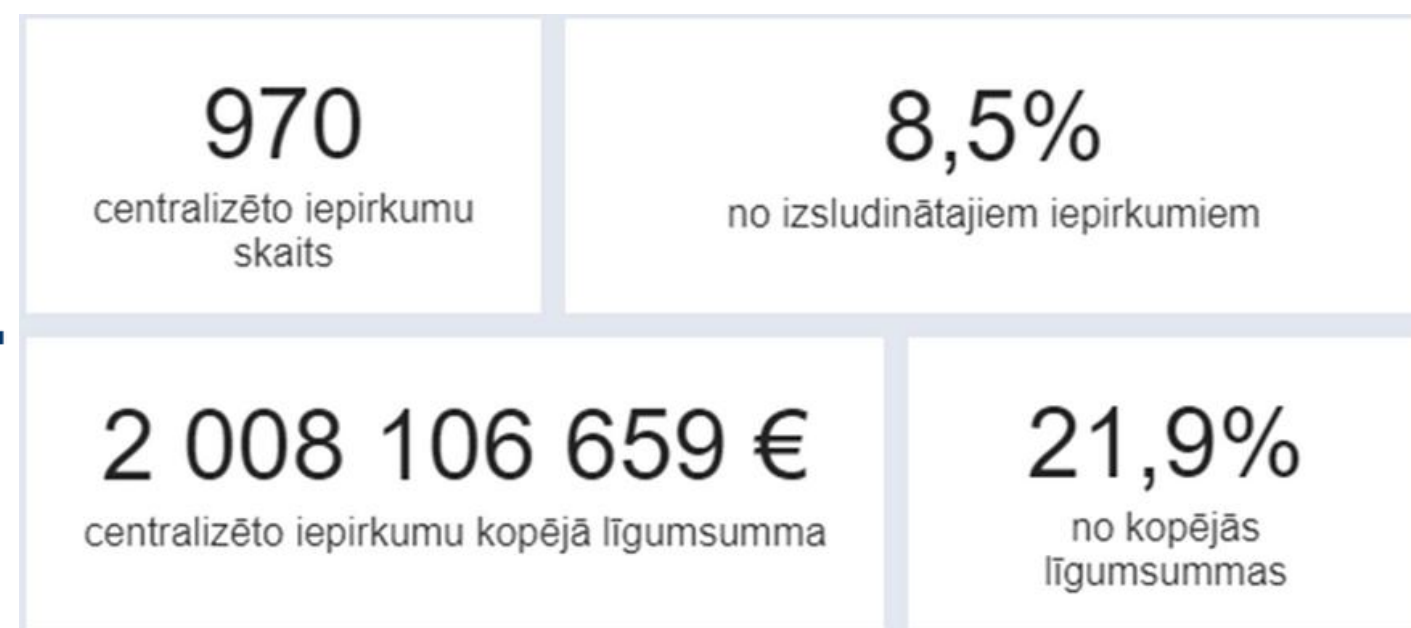 970
centralizēto iepirkumu
skaits
8,5%
no izsludinātajiem iepirkumiem
2 008 106 659 €
centralizēto iepirkumu kopējā līgumsumma
21,9%
no kopējās
līgumsummas